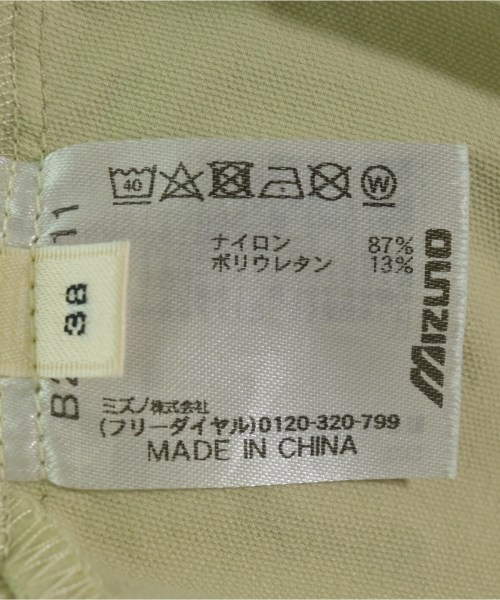 40
W
ナイロン 87%
ポリウレタン 13%
MIZUNO
38
ミズノ株式会社
(フリーダイヤル)0120-320-799
MADE IN CHINA